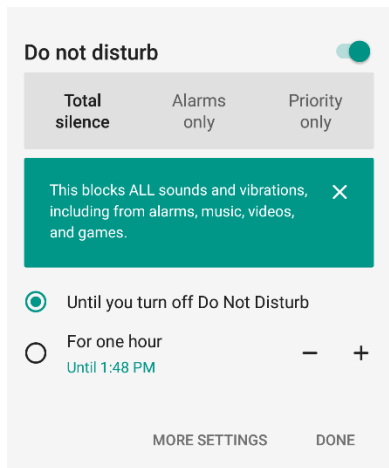 Do not disturb
Total silence
Alarms only
Priority only
This blocks ALL sounds and vibrations,
including from alarms, music, videos,
and games.
Until you turn off Do Not Disturb
For one hour
Until 1:48 PM
MORE SETTINGS DONE